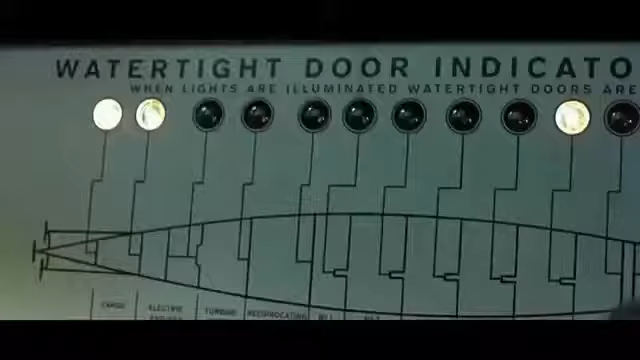 WATERTIGHT DOOR INDICATO
WHEN LIGHTS ARE ILLUMINATED WATERTIGHT DOORS ARE
CARGO ELECTRIC TURBINE RECIPROCATING